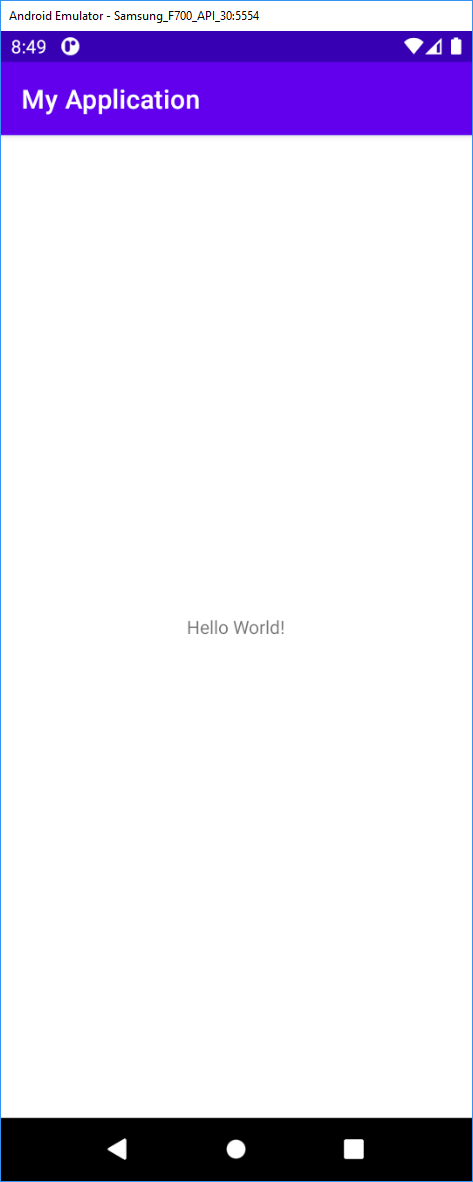 Android Emulator - Samsung_F700_API_30:5554
8:49
My Application
Hello World!